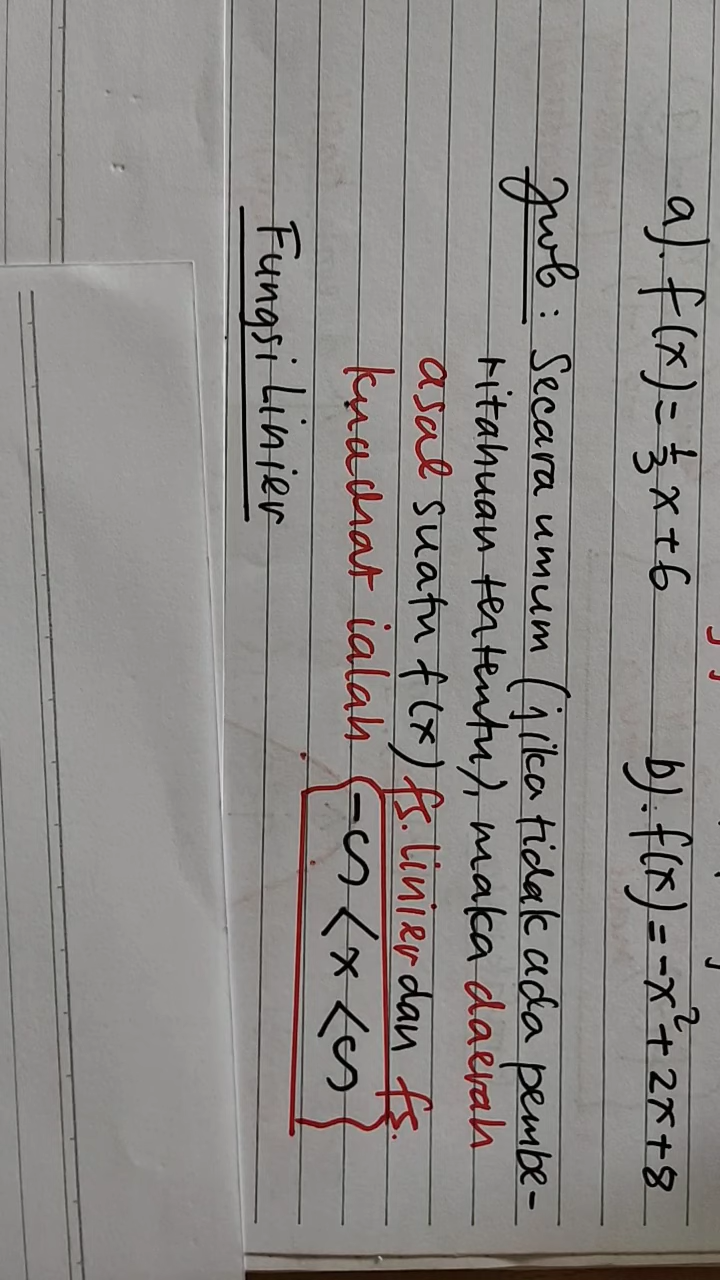 a). f(x) = 1/3 x + 6 b). f(x) = -x² + 2x + 8
Jwb : Secara umum (jika tidak ada pembe-
ritahuan tertentu), maka daerah
asal suatu f(x) fs. linier dan fs.
kuadrat ialah {-∽ < x < ∽}
Fungsi Linier